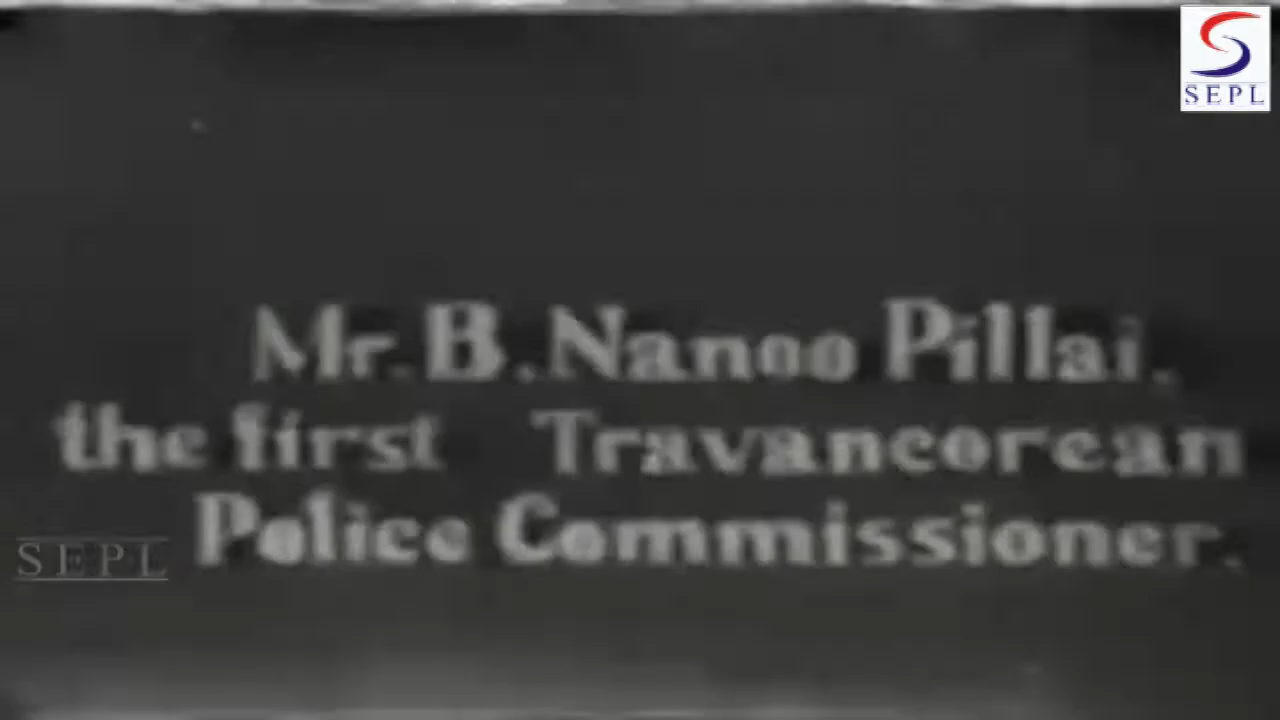 SEPL
Mr. B. Nanoo Pillai,
the first Travancorean
Police Commissioner.
SEPL